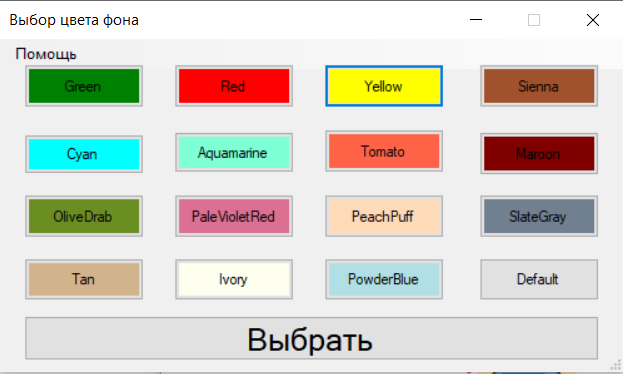 Выбор цвета фона
Помощь
Green Red Yellow Sienna
Cyan Aquamarine Tomato Maroon
OliveDrab PaleVioletRed PeachPuff SlateGray
Tan Ivory PowderBlue Default
Выбрать